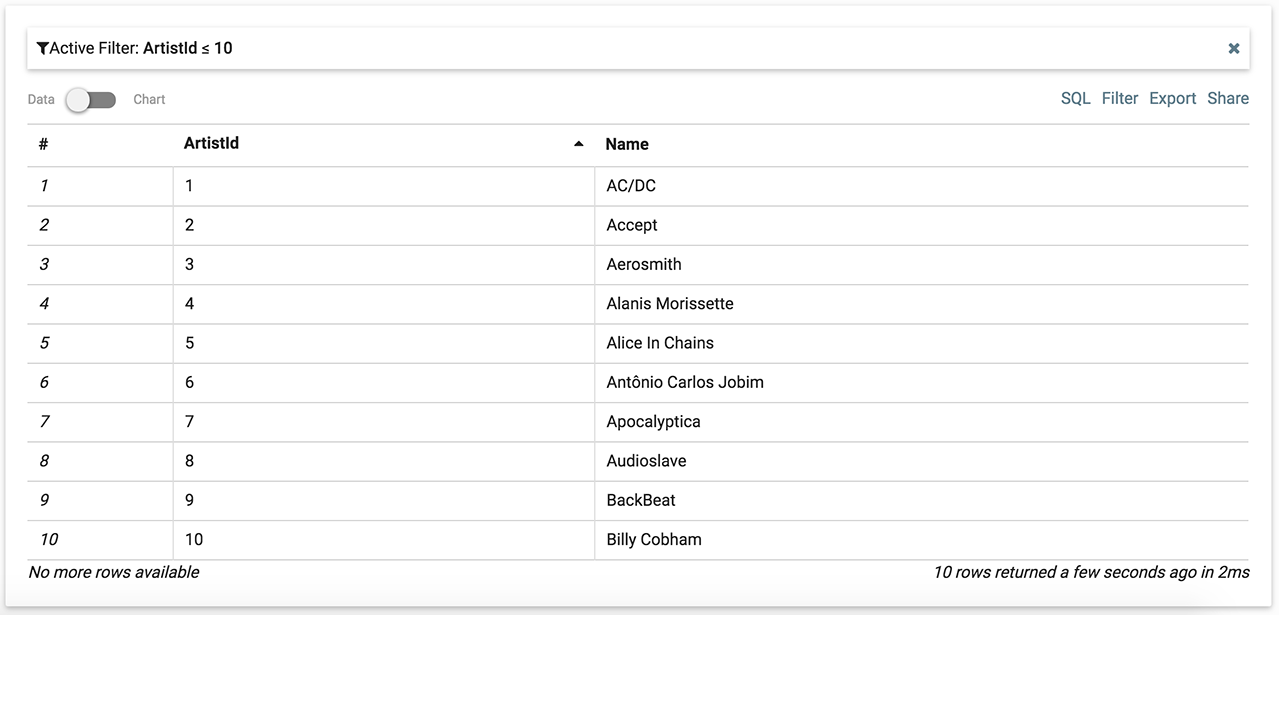 Active Filter: ArtistId ≤ 10 ×
Data Chart SQL Filter Export Share
# ArtistId Name
1 1 AC/DC
2 2 Accept
3 3 Aerosmith
4 4 Alanis Morissette
5 5 Alice In Chains
6 6 Antônio Carlos Jobim
7 7 Apocalyptica
8 8 Audioslave
9 9 BackBeat
10 10 Billy Cobham
No more rows available 10 rows returned a few seconds ago in 2ms